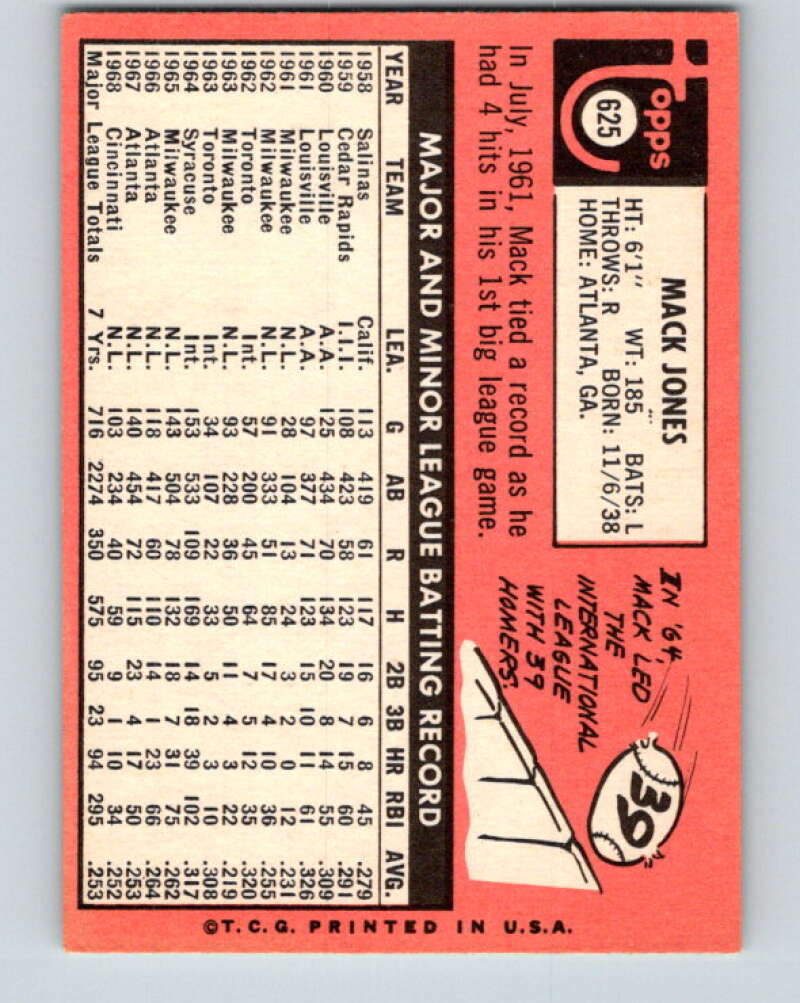 Topps
625
MACK JONES
HT: 6'1" WT: 185 BATS: L
THROWS: R BORN: 11/6/38
HOME: ATLANTA, GA.
In July, 1961, Mack tied a record as he
had 4 hits in his 1st big league game.
IN '64,
MACK LED
THE
INTERNATIONAL
LEAGUE
WITH 39
HOMERS.
39
MAJOR AND MINOR LEAGUE BATTING RECORD
YEAR TEAM LEA. G AB R H 2B 3B HR RBI AVG.
1958 Salinas Calif. 113 419 61 117 16 6 8 45 .279
1959 Cedar Rapids I.I.I. 108 423 58 123 19 7 15 60 .291
1960 Louisville A.A. 125 434 70 134 20 8 14 55 .309
1961 Louisville A.A. 97 377 71 123 15 10 11 61 .326
1961 Milwaukee N.L. 28 104 13 24 3 2 0 12 .231
1962 Milwaukee N.L. 91 333 51 85 17 4 10 36 .255
1962 Toronto Int. 57 200 45 64 7 5 12 35 .320
1963 Milwaukee N.L. 93 228 36 50 11 4 3 22 .219
1963 Toronto Int. 34 107 22 33 5 2 3 10 .308
1964 Syracuse Int. 153 533 109 169 14 18 39 102 .317
1965 Milwaukee N.L. 143 504 78 132 18 7 31 75 .262
1966 Atlanta N.L. 118 417 60 110 14 1 23 66 .264
1967 Atlanta N.L. 140 454 72 115 23 4 17 50 .253
1968 Cincinnati N.L. 103 234 40 59 9 1 10 34 .252
Major League Totals 7 Yrs. 716 2274 350 575 95 23 94 295 .253
©T.C.G. PRINTED IN U.S.A.